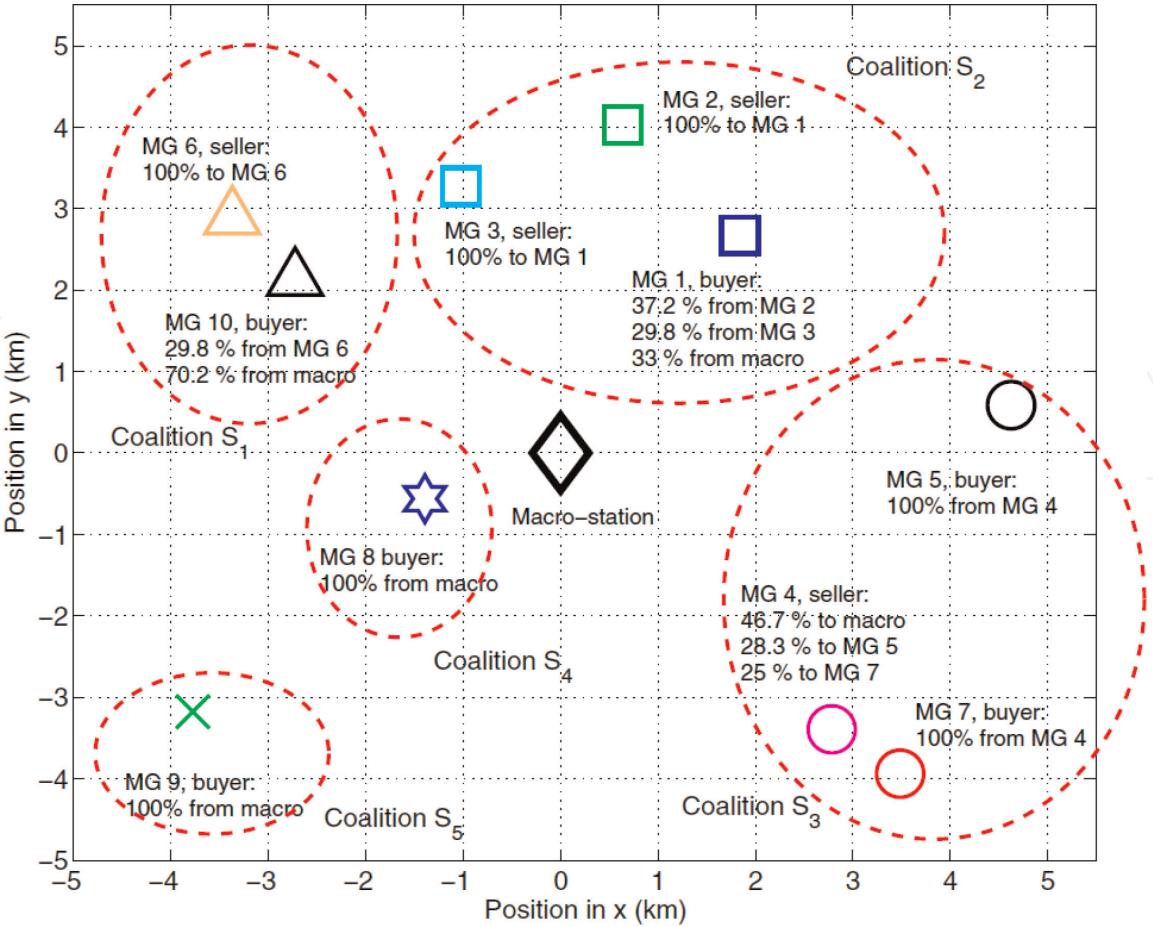 Coalition S2
MG 2, seller:
100% to MG 1
MG 6, seller:
100% to MG 6
MG 3, seller:
100% to MG 1
MG 1, buyer:
37.2 % from MG 2
29.8 % from MG 3
33 % from macro
MG 10, buyer:
29.8 % from MG 6
70.2 % from macro
Coalition S1
MG 5, buyer:
100% from MG 4
Macro-station
MG 8 buyer:
100% from macro
MG 4, seller:
46.7 % to macro
28.3 % to MG 5
25 % to MG 7
Coalition S4
MG 7, buyer:
100% from MG 4
MG 9, buyer:
100% from macro
Coalition S5
Coalition S3
5
4
3
2
1
0
−1
−2
−3
−4
−5
Position in y (km)
−5 −4 −3 −2 −1 0 1 2 3 4 5
Position in x (km)